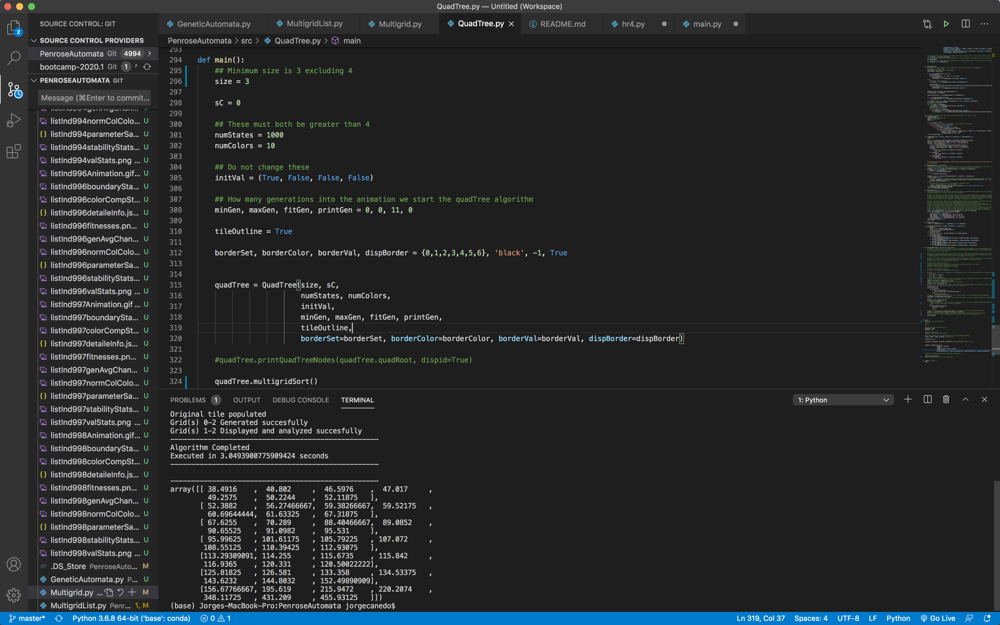 QuadTree.py — Untitled (Workspace)
SOURCE CONTROL: GIT
GeneticAutomata.py
MultigridList.py
Multigrid.py
QuadTree.py
README.md
hr4.py
main.py
2
SOURCE CONTROL PROVIDERS
PenroseAutomata Git 4994
bootcamp-2020.1 Git 1 ?
PENROSEAUTOMATA GIT
Message (⌘Enter to commit...
listInd994genAvgChan...
listInd994normColColo... U
{} listInd994parameterSa... U
listInd994stabilityStats... U
listInd994valStats.png ... U
listInd996Animation.gif... U
listInd996boundarySta... U
listInd996colorCompSt... U
{} listInd996detaileInfo.js... U
listInd996fitnesses.pn... U
listInd996genAvgChan... U
listInd996normColColo... U
{} listInd996parameterSa... U
listInd996stabilityStats... U
listInd996valStats.png ... U
listInd997Animation.gif ... U
listInd997boundarySta... U
listInd997colorCompSt... U
{} listInd997detaileInfo.js... U
listInd997fitnesses.pn... U
listInd997genAvgChan... U
listInd997normColColo... U
{} listInd997parameterSa... U
listInd997stabilityStats... U
listInd997valStats.png ... U
listInd998Animation.gif... U
listInd998boundarySta... U
listInd998colorCompSt... U
{} listInd998detaileInfo.js... U
listInd998fitnesses.pn... U
listInd998genAvgChan... U
listInd998normColColo... U
{} listInd998parameterSa... U
listInd998stabilityStats... U
listInd998valStats.png ... U
.DS_Store PenroseAuto... M
GeneticAutomata.py P... U
Multigrid.py ... M
MultigridList.py Penr... 1, M
PenroseAutomata > src > QuadTree.py > main
293
294 def main():
295 ## Minimum size is 3 excluding 4
296 size = 3
297
298 sC = 0
299
300 ## These must both be greater than 4
301 numStates = 1000
302 numColors = 10
303
304 ## Do not change these
305 initVal = (True, False, False, False)
306
307 ## How many generations into the animation we start the quadTree algorithm
308 minGen, maxGen, fitGen, printGen = 0, 0, 11, 0
309
310 tileOutline = True
311
312 borderSet, borderColor, borderVal, dispBorder = {0,1,2,3,4,5,6}, 'black', -1, True
313
314
315 quadTree = QuadTree(size, sC,
316 numStates, numColors,
317 initVal,
318 minGen, maxGen, fitGen, printGen,
319 tileOutline,
320 borderSet=borderSet, borderColor=borderColor, borderVal=borderVal, dispBorder=dispBorder)
321
322 #quadTree.printQuadTreeNodes(quadTree.quadRoot, dispid=True)
323
324 quadTree.multigridSort()
PROBLEMS 1 OUTPUT DEBUG CONSOLE TERMINAL 1: Python
Original tile populated
Grid(s) 0-2 Generated succesfully
Grid(s) 1-2 Displayed and analyzed succesfully
--------------------------------------------------
Algorithm Completed
Executed in 3.0493900775909424 seconds
--------------------------------------------------
--------------------------------------------------
array([[ 38.4916 , 40.802 , 46.5976 , 47.017 ,
49.2575 , 50.2244 , 52.11875 ],
[ 52.3882 , 56.27466667, 59.38266667, 59.52175 ,
60.69644444, 61.63325 , 67.31875 ],
[ 67.6255 , 70.289 , 88.40466667, 89.0852 ,
90.65525 , 91.0982 , 95.531 ],
[ 95.99625 , 101.61175 , 105.79225 , 107.072 ,
108.55125 , 110.39425 , 112.93075 ],
[113.29309091, 114.255 , 115.6735 , 115.842 ,
116.9365 , 120.331 , 120.50022222],
[125.81825 , 126.581 , 133.358 , 134.53375 ,
143.6232 , 144.8032 , 152.49890909],
[156.67766667, 195.619 , 215.9472 , 220.2074 ,
348.11725 , 431.209 , 455.93125 ]])
(base) Jorges-MacBook-Pro:PenroseAutomata jorgecanedo$
master* Python 3.6.8 64-bit ('base': conda) 0 1 Ln 319, Col 37 Spaces: 4 UTF-8 LF Python Go Live